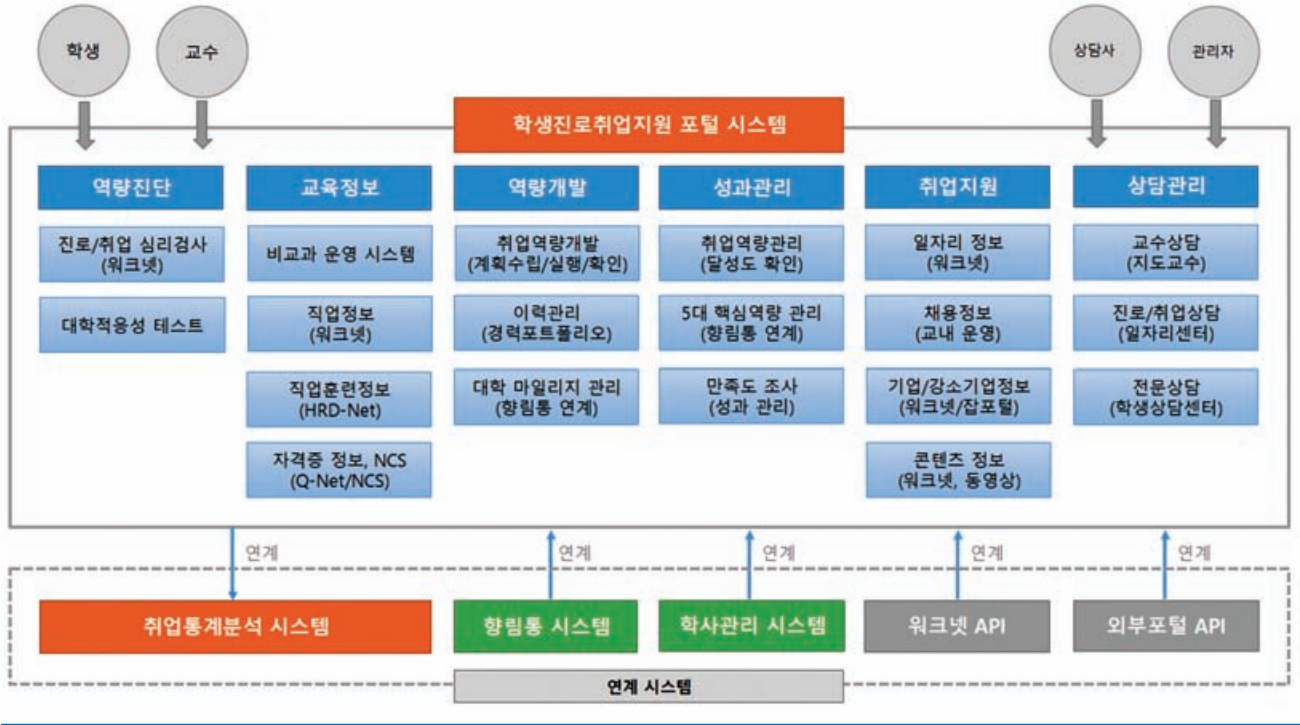 학생
교수
상담사
관리자
학생진로취업지원 포털 시스템
역량진단
진로/취업 심리검사
(워크넷)
대학적응성 테스트
교육정보
비교과 운영 시스템
직업정보
(워크넷)
직업훈련정보
(HRD-Net)
자격증 정보, NCS
(Q-Net/NCS)
역량개발
취업역량개발
(계획수립/실행/확인)
이력관리
(경력포트폴리오)
대학 마일리지 관리
(향림통 연계)
성과관리
취업역량관리
(달성도 확인)
5대 핵심역량 관리
(향림통 연계)
만족도 조사
(성과 관리)
취업지원
일자리 정보
(워크넷)
채용정보
(교내 운영)
기업/강소기업정보
(워크넷/잡포털)
콘텐츠 정보
(워크넷, 동영상)
상담관리
교수상담
(지도교수)
진로/취업상담
(일자리센터)
전문상담
(학생상담센터)
연계
연계
연계
연계
연계
취업통계분석 시스템
향림통 시스템
학사관리 시스템
워크넷 API
외부포털 API
연계 시스템